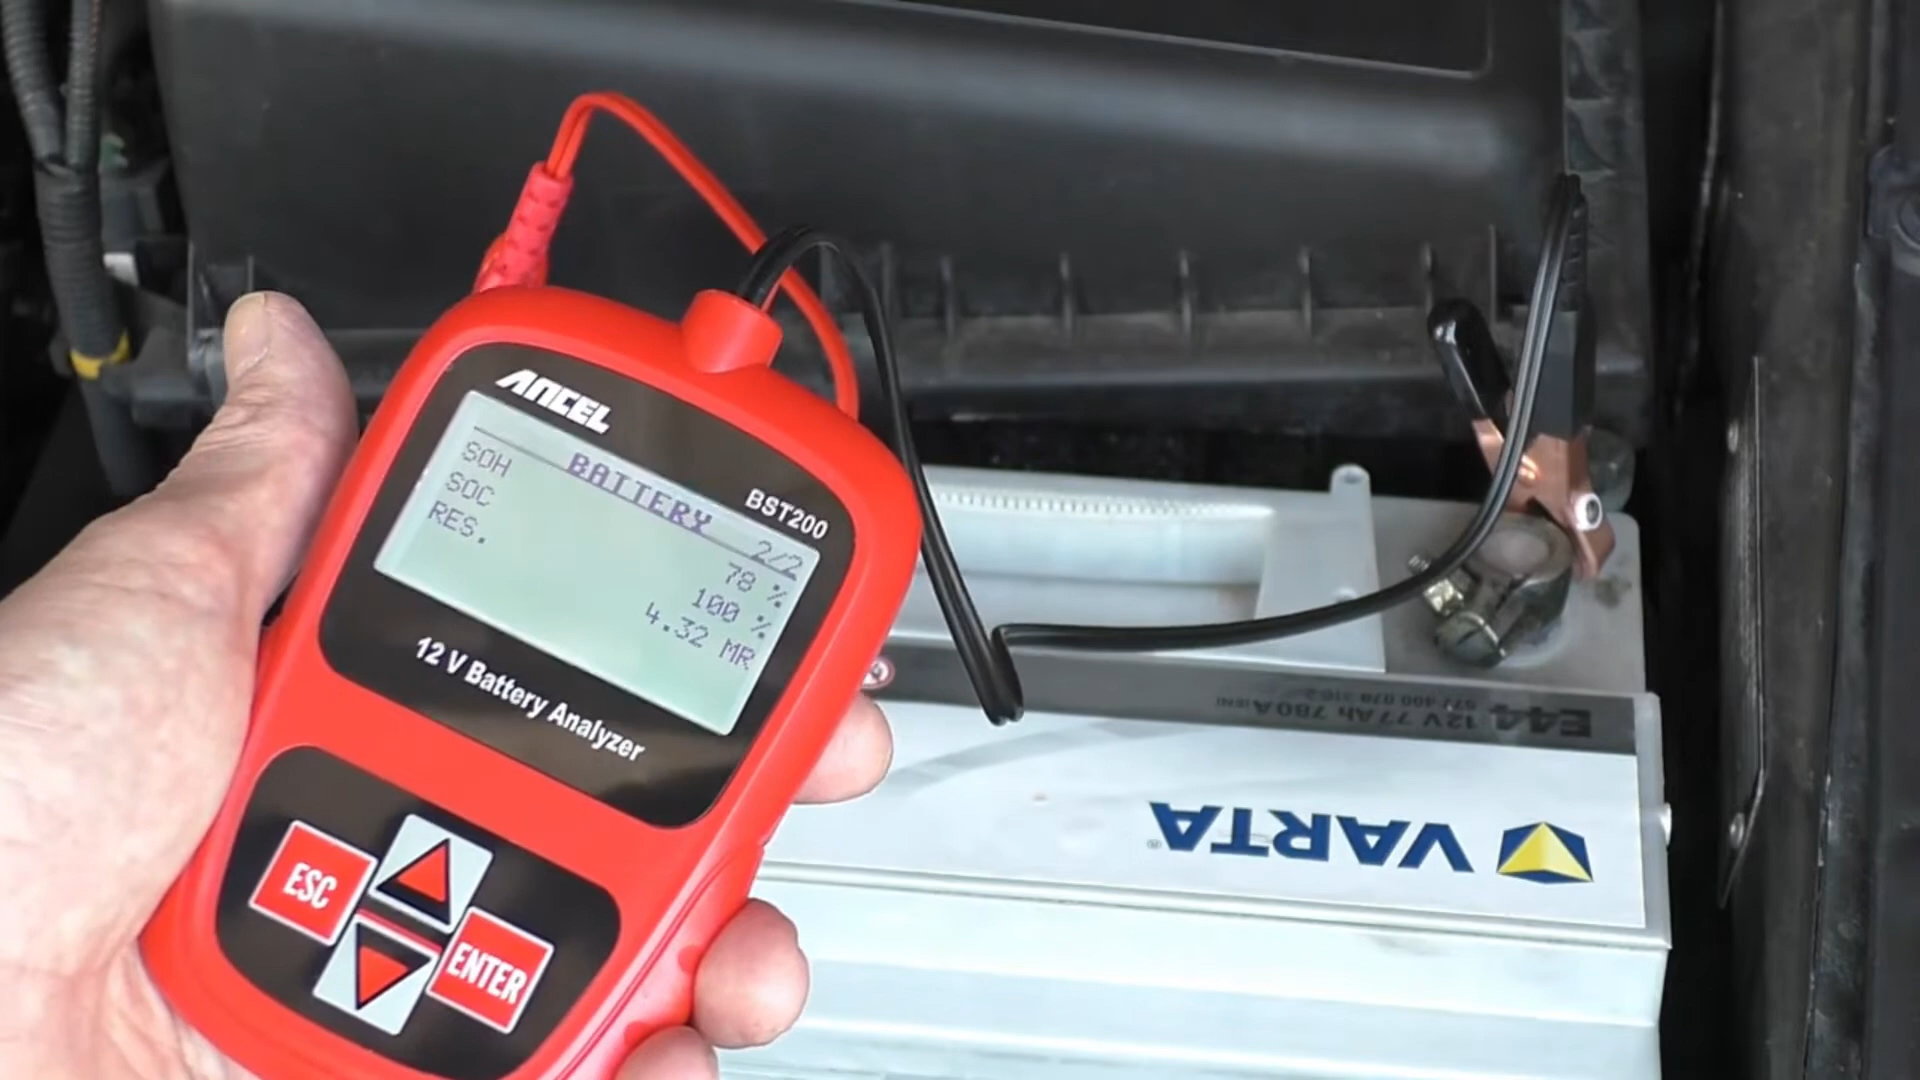 ANCEL
BST200
BATTERY 2/2
SOH 78 %
SOC 100 %
RES. 4.32 MR
12 V Battery Analyzer
ESC
ENTER
E44 12V 77Ah 780A(EN)
VARTA®